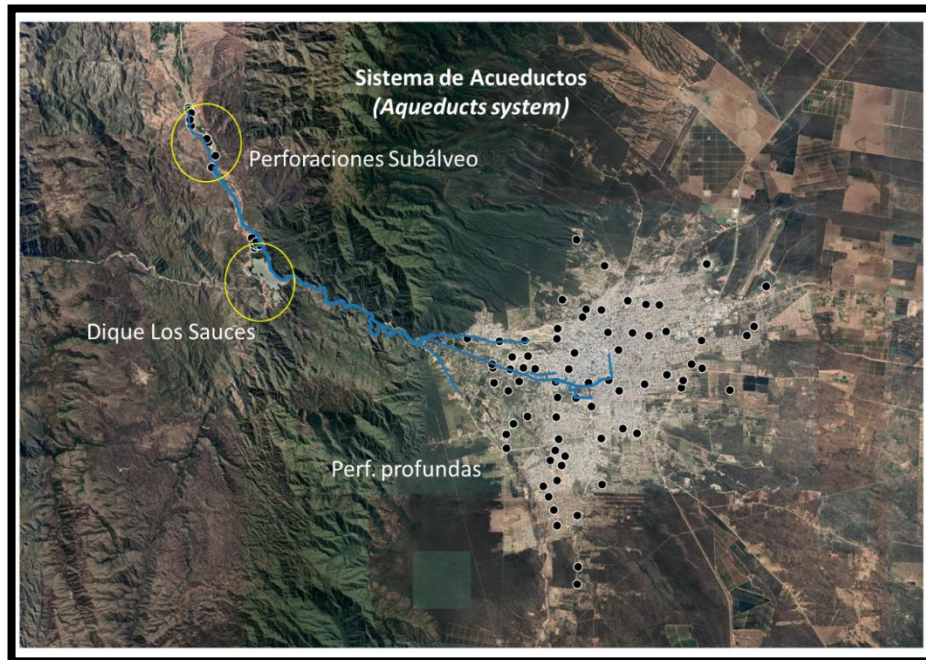 Sistema de Acueductos
(Aqueducts system)
Perforaciones Subálveo
Dique Los Sauces
Perf. profundas